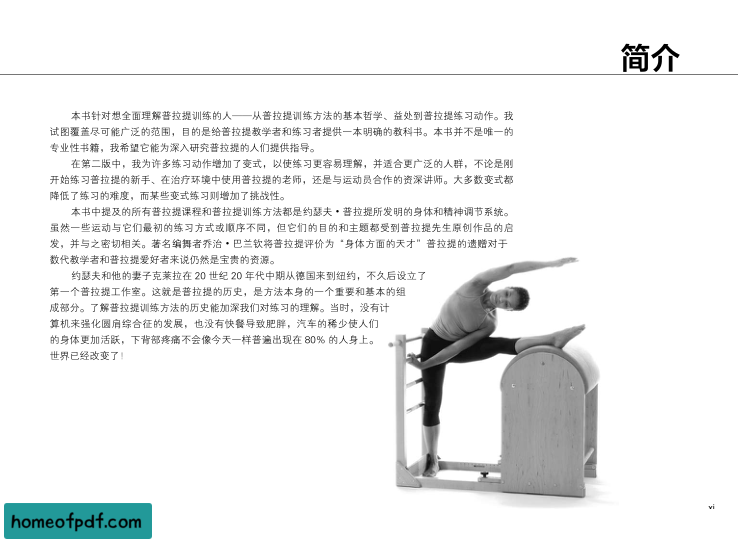 简介
本书针对想全面理解普拉提训练的人——从普拉提训练方法的基本哲学、益处到普拉提练习动作。我
试图覆盖尽可能广泛的范围，目的是给普拉提教学者和练习者提供一本明确的教科书。本书并不是唯一的
专业性书籍，我希望它能为深入研究普拉提的人们提供指导。
在第二版中，我为许多练习动作增加了变式，以使练习更容易理解，并适合更广泛的人群，不论是刚
开始练习普拉提的新手、在治疗环境中使用普拉提的老师，还是与运动员合作的资深讲师。大多数变式都
降低了练习的难度，而某些变式练习则增加了挑战性。
本书中提及的所有普拉提课程和普拉提训练方法都是约瑟夫•普拉提所发明的身体和精神调节系统。
虽然一些运动与它们最初的练习方式或顺序不同，但它们的目的和主题都受到普拉提先生原创作品的启
发，并与之密切相关。著名编舞者乔治•巴兰钦将普拉提评价为“身体方面的天才”普拉提的遗赠对于
数代教学者和普拉提爱好者来说仍然是宝贵的资源。
约瑟夫和他的妻子克莱拉在 20 世纪 20 年代中期从德国来到纽约，不久后设立了
第一个普拉提工作室。这就是普拉提的历史，是方法本身的一个重要和基本的组
成部分。了解普拉提训练方法的历史能加深我们对练习的理解。当时，没有计
算机来强化圆肩综合征的发展，也没有快餐导致肥胖，汽车的稀少使人们
的身体更加活跃，下背部疼痛不会像今天一样普遍出现在 80% 的人身上。
世界已经改变了！
vi
homeofpdf.com